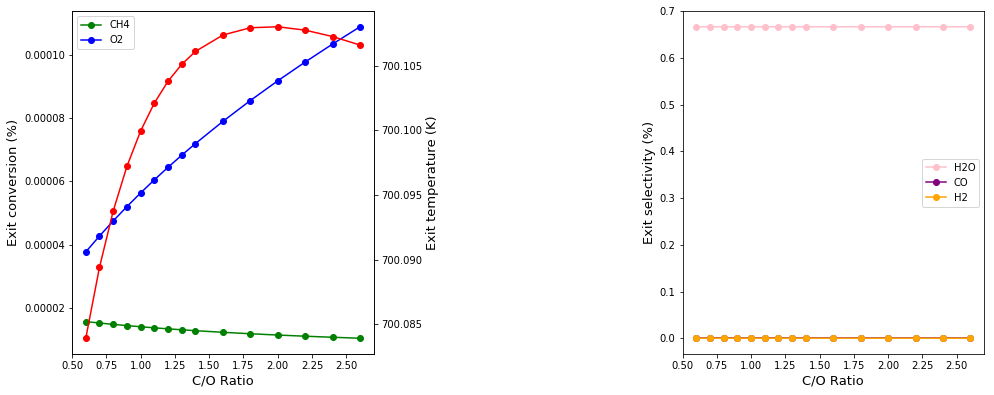 CH4
O2
0.00010
0.00008
0.00006
0.00004
0.00002
Exit conversion (%)
0.50 0.75 1.00 1.25 1.50 1.75 2.00 2.25 2.50
C/O Ratio
700.105
700.100
700.095
700.090
700.085
Exit temperature (K)
0.7
0.6
0.5
0.4
0.3
0.2
0.1
0.0
Exit selectivity (%)
H2O
CO
H2
0.50 0.75 1.00 1.25 1.50 1.75 2.00 2.25 2.50
C/O Ratio